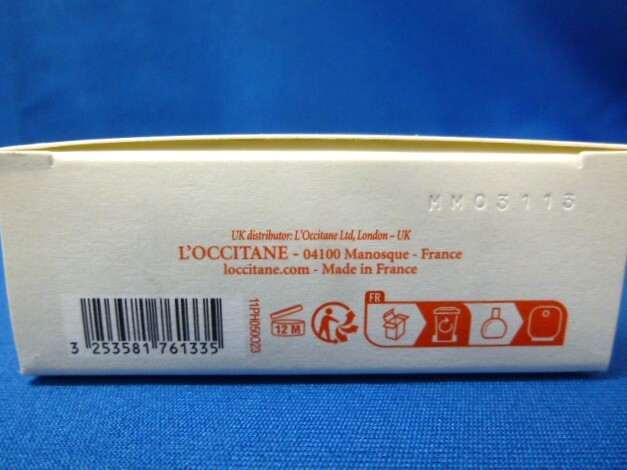 MM03113
UK distributor: L'Occitane Ltd, London – UK
L'OCCITANE - 04100 Manosque - France
loccitane.com - Made in France
3 253581 761335
11PH050O23
12 M
FR